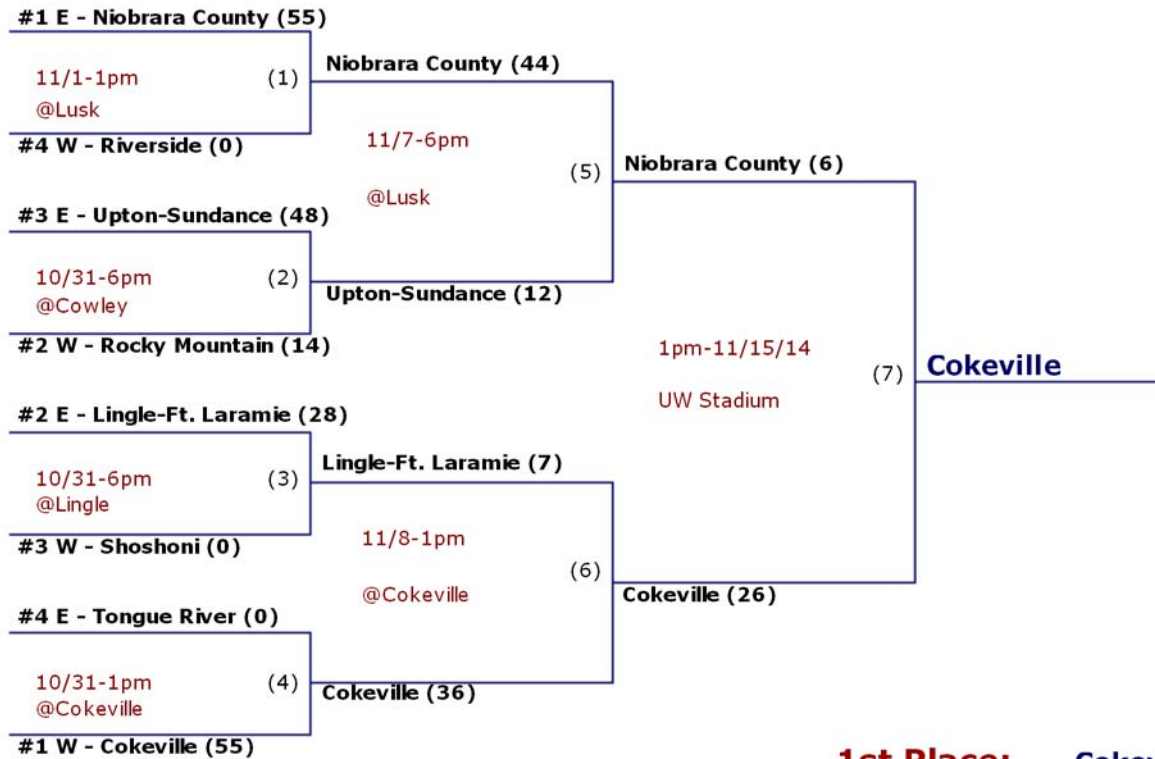 #1 E - Niobrara County (55)
11/1-1pm
(1)
@Lusk
#4 W - Riverside (0)
Niobrara County (44)
11/7-6pm
(5)
@Lusk
#3 E - Upton-Sundance (48)
10/31-6pm
(2)
@Cowley
#2 W - Rocky Mountain (14)
Upton-Sundance (12)
Niobrara County (6)
1pm-11/15/14
(7)
UW Stadium
Cokeville
#2 E - Lingle-Ft. Laramie (28)
10/31-6pm
(3)
@Lingle
#3 W - Shoshoni (0)
Lingle-Ft. Laramie (7)
11/8-1pm
(6)
@Cokeville
Cokeville (26)
#4 E - Tongue River (0)
10/31-1pm
(4)
@Cokeville
#1 W - Cokeville (55)
Cokeville (36)
1st Place: